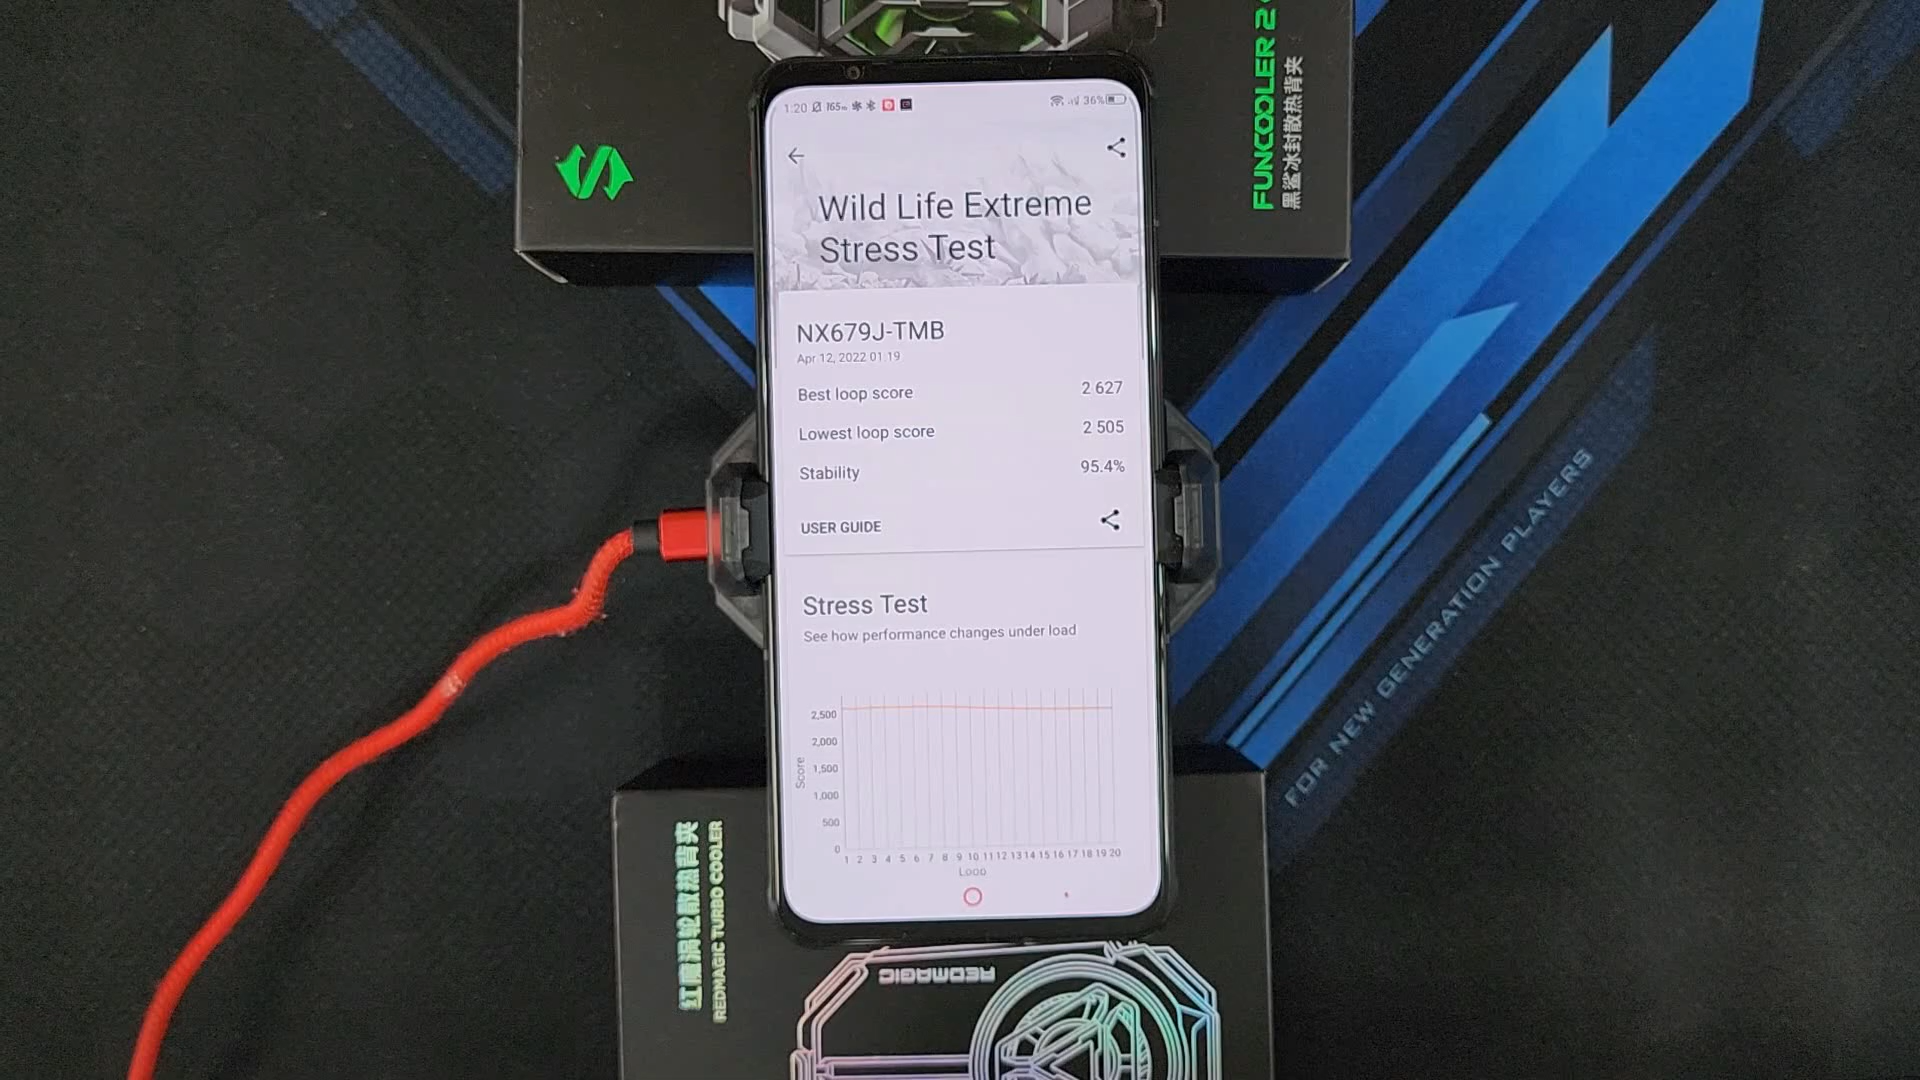 FUNCOOLER 2
黑鲨冰封散热背夹
1:20
36%
Wild Life Extreme
Stress Test
NX679J-TMB
Apr 12, 2022 01:19
Best loop score 2 627
Lowest loop score 2 505
Stability 95.4%
USER GUIDE
Stress Test
See how performance changes under load
2,500
2,000
1,500
1,000
500
0
Score
1 2 3 4 5 6 7 8 9 10 11 12 13 14 15 16 17 18 19 20
Loop
FOR NEW GENERATION PLAYERS
红魔涡轮散热背夹
REDMAGIC TURBO COOLER
REDMAGIC